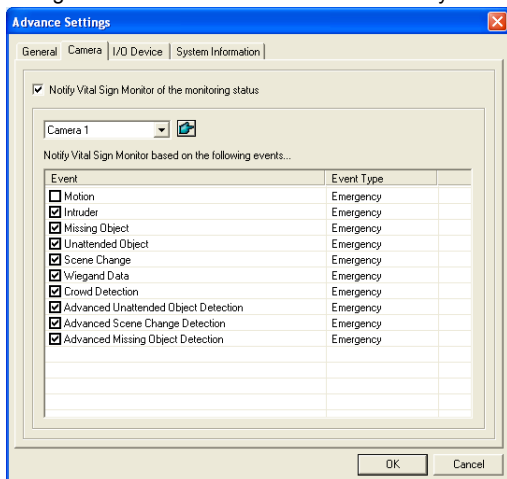 Advance Settings
General Camera I/O Device System Information
Notify Vital Sign Monitor of the monitoring status
Camera 1
Notify Vital Sign Monitor based on the following events...
Event Event Type
Motion Emergency
Intruder Emergency
Missing Object Emergency
Unattended Object Emergency
Scene Change Emergency
Wiegand Data Emergency
Crowd Detection Emergency
Advanced Unattended Object Detection Emergency
Advanced Scene Change Detection Emergency
Advanced Missing Object Detection Emergency
OK Cancel